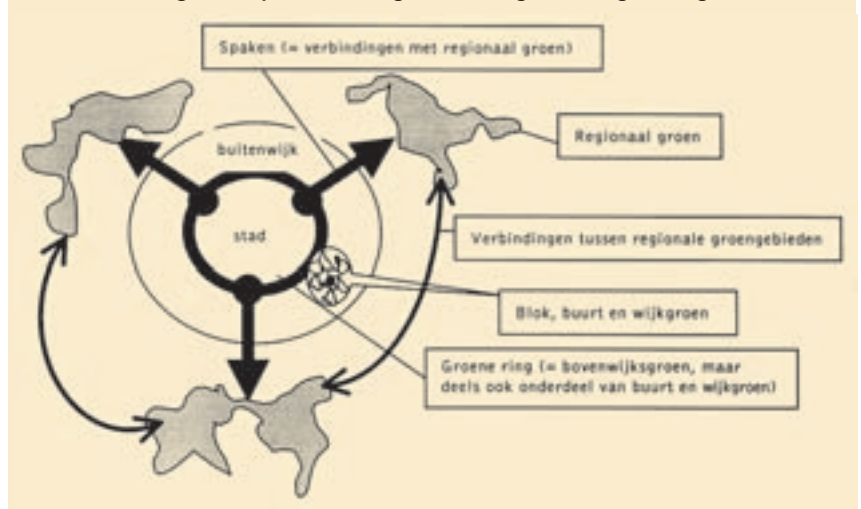 Spaken (= verbindingen met regionaal groen)
buitenwijk
Regionaal groen
stad
Verbindingen tussen regionale groengebieden
Blok, buurt en wijkgroen
Groene ring (= bovenwijksgroen, maar
deels ook onderdeel van buurt en wijkgroen)